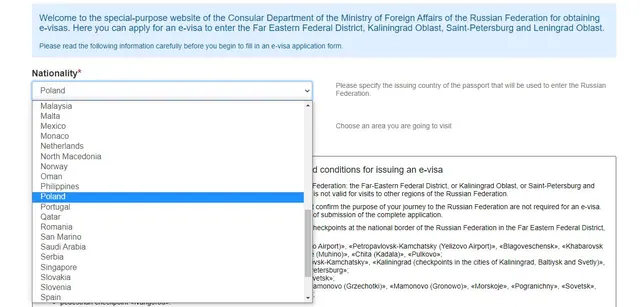 Welcome to the special-purpose website of the Consular Department of the Ministry of Foreign Affairs of the Russian Federation for obtaining
e-visas. Here you can apply for an e-visa to enter the Far Eastern Federal District, Kaliningrad Oblast, Saint-Petersburg and Leningrad Oblast.
Please read the following information carefully before you begin to fill in an e-visa application form.
Nationality*
Poland
Please specify the issuing country of the passport that will be used to enter the Russian
Federation.
Malaysia
Malta
Mexico
Choose an area you are going to visit
Monaco
Netherlands
North Macedonia
Norway
Oman
Philippines
Poland
Portugal
Qatar
Romania
San Marino
Saudi Arabia
Serbia
Singapore
Slovakia
Slovenia
Spain
d conditions for issuing an e-visa
Federation: the Far-Eastern Federal District, or Kaliningrad Oblast, or Saint-Petersburg and
is not valid for visits to other regions of the Russian Federation.
t confirm the purpose of your journey to the Russian Federation are not required for an e-visa.
of submission of the complete application.
heckpoints at the national border of the Russian Federation in the Far Eastern Federal District,
o Airport)», «Petropavlovsk-Kamchatsky (Yelizovo Airport)», «Blagoveschensk», «Khabarovsk
(Muhino)», «Chita (Kadala)», «Pulkovo»;
vsk-Kamchatsky», «Kaliningrad (checkpoints in the cities of Kaliningrad, Baltiysk and Svetly)»,
etersburg»;
vetsk»;
amonovo (Grzechotki)», «Mamonovo (Gronowo)», «Morskoje», «Pogranichny», «Sovetsk»,